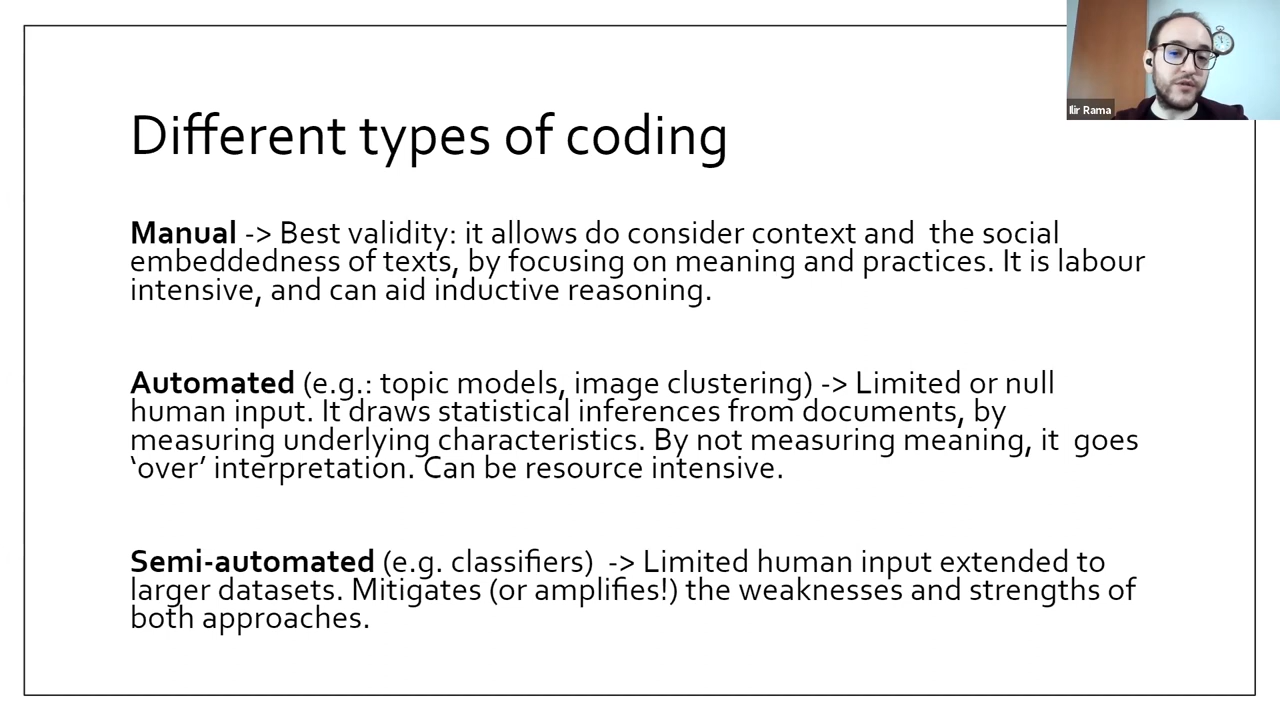 Ilir Rama
Different types of coding
Manual -> Best validity: it allows do consider context and  the social
embeddedness of texts, by focusing on meaning and practices. It is labour
intensive, and can aid inductive reasoning.
Automated (e.g.: topic models, image clustering) -> Limited or null
human input. It draws statistical inferences from documents, by
measuring underlying characteristics. By not measuring meaning, it  goes
‘over’ interpretation. Can be resource intensive.
Semi-automated (e.g. classifiers)  -> Limited human input extended to
larger datasets. Mitigates (or amplifies!) the weaknesses and strengths of
both approaches.